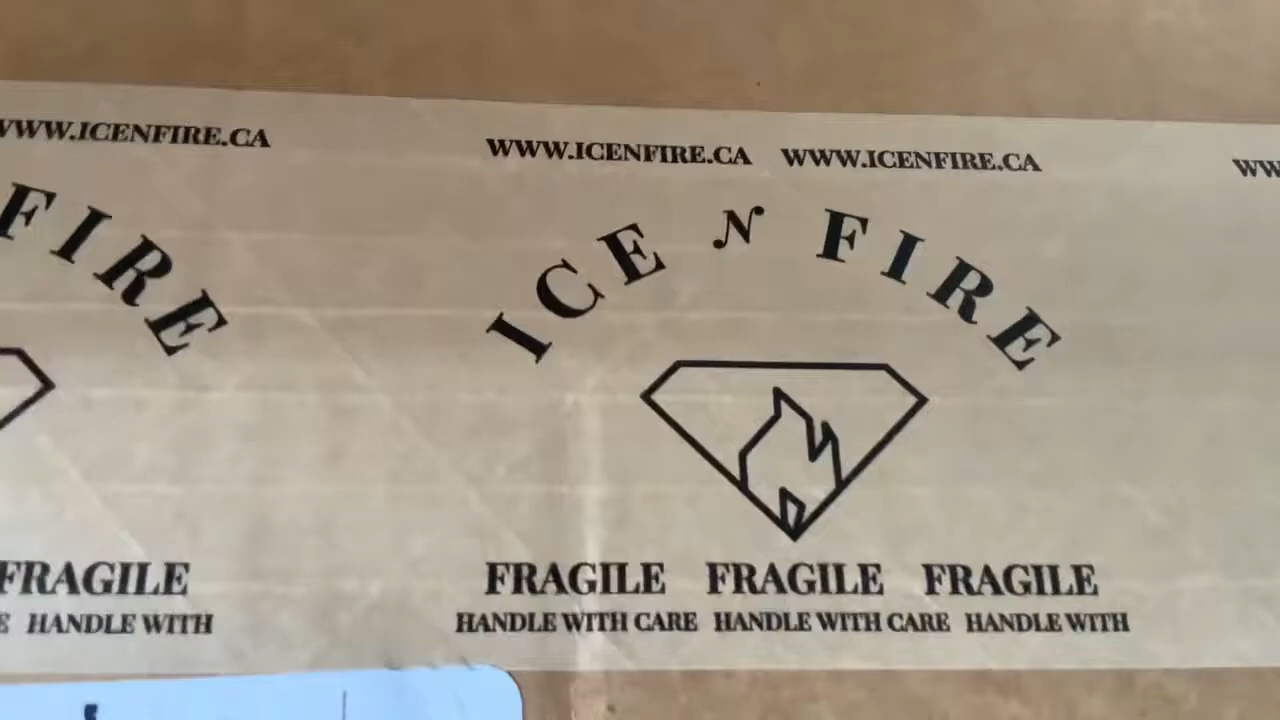 WWW.ICENFIRE.CA WWW.ICENFIRE.CA WWW.ICENFIRE.CA
FIRE
ICE N FIRE
FRAGILE FRAGILE FRAGILE FRAGILE
HANDLE WITH HANDLE WITH CARE HANDLE WITH CARE HANDLE WITH